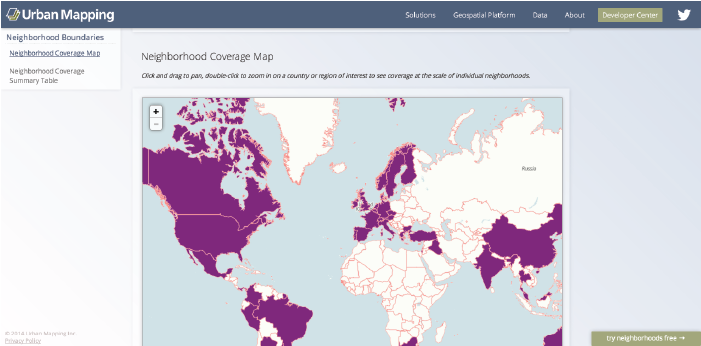 Urban Mapping
Solutions
Geospatial Platform
Data
About
Developer Center
Neighborhood Boundaries
Neighborhood Coverage Map
Neighborhood Coverage
Summary Table
Neighborhood Coverage Map
Click and drag to pan, double-click to zoom in on a country or region of interest to see coverage at the scale of individual neighborhoods.
+
−
Russia
© 2014 Urban Mapping Inc
Privacy Policy
try neighborhoods free →